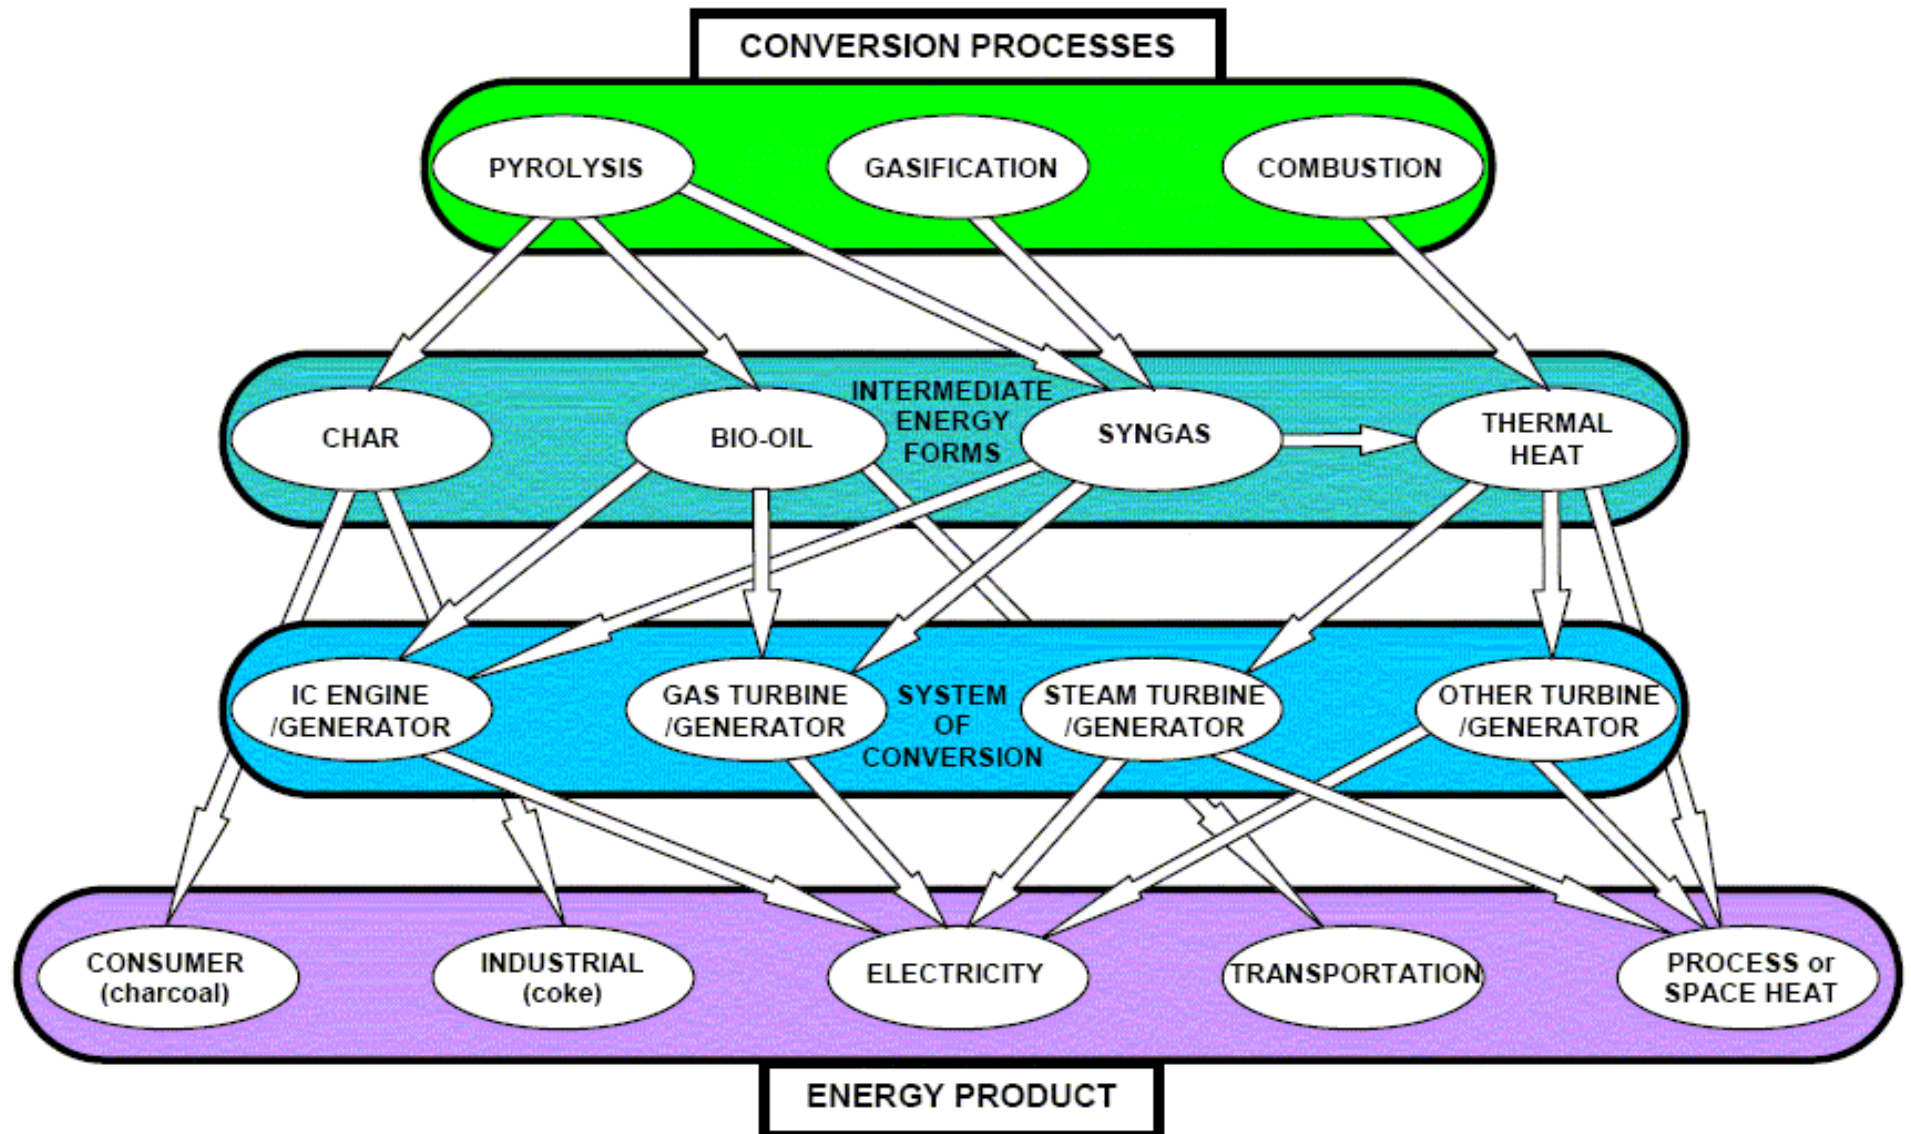 CONVERSION PROCESSES
PYROLYSIS
GASIFICATION
COMBUSTION
CHAR
BIO-OIL
INTERMEDIATE
ENERGY
FORMS
SYNGAS
THERMAL
HEAT
IC ENGINE
/GENERATOR
GAS TURBINE
/GENERATOR
SYSTEM
OF
CONVERSION
STEAM TURBINE
/GENERATOR
OTHER TURBINE
/GENERATOR
CONSUMER
(charcoal)
INDUSTRIAL
(coke)
ELECTRICITY
TRANSPORTATION
PROCESS or
SPACE HEAT
ENERGY PRODUCT